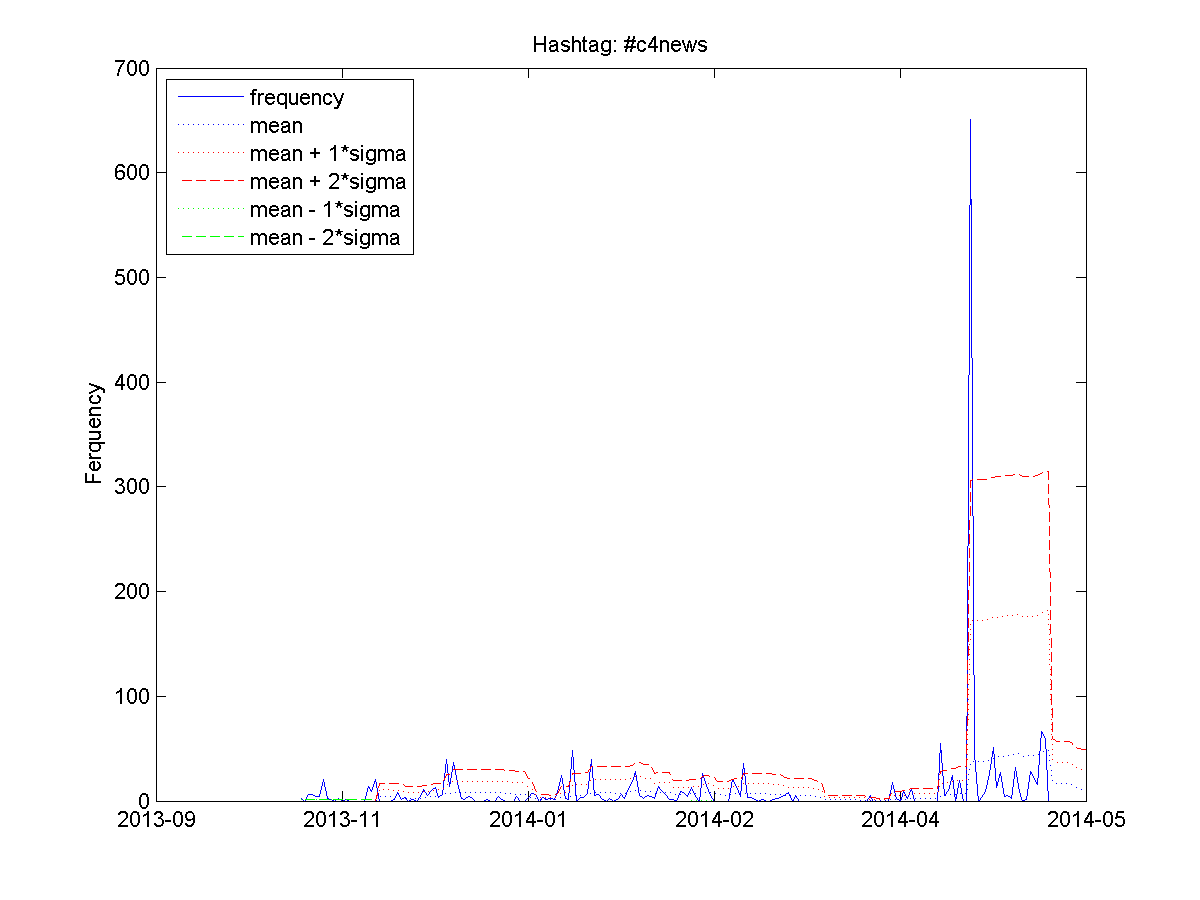 Hashtag: #c4news
700
600
500
400
300
200
100
0
Ferquency
frequency
mean
mean + 1*sigma
mean + 2*sigma
mean - 1*sigma
mean - 2*sigma
2013-09 2013-11 2014-01 2014-02 2014-04 2014-05